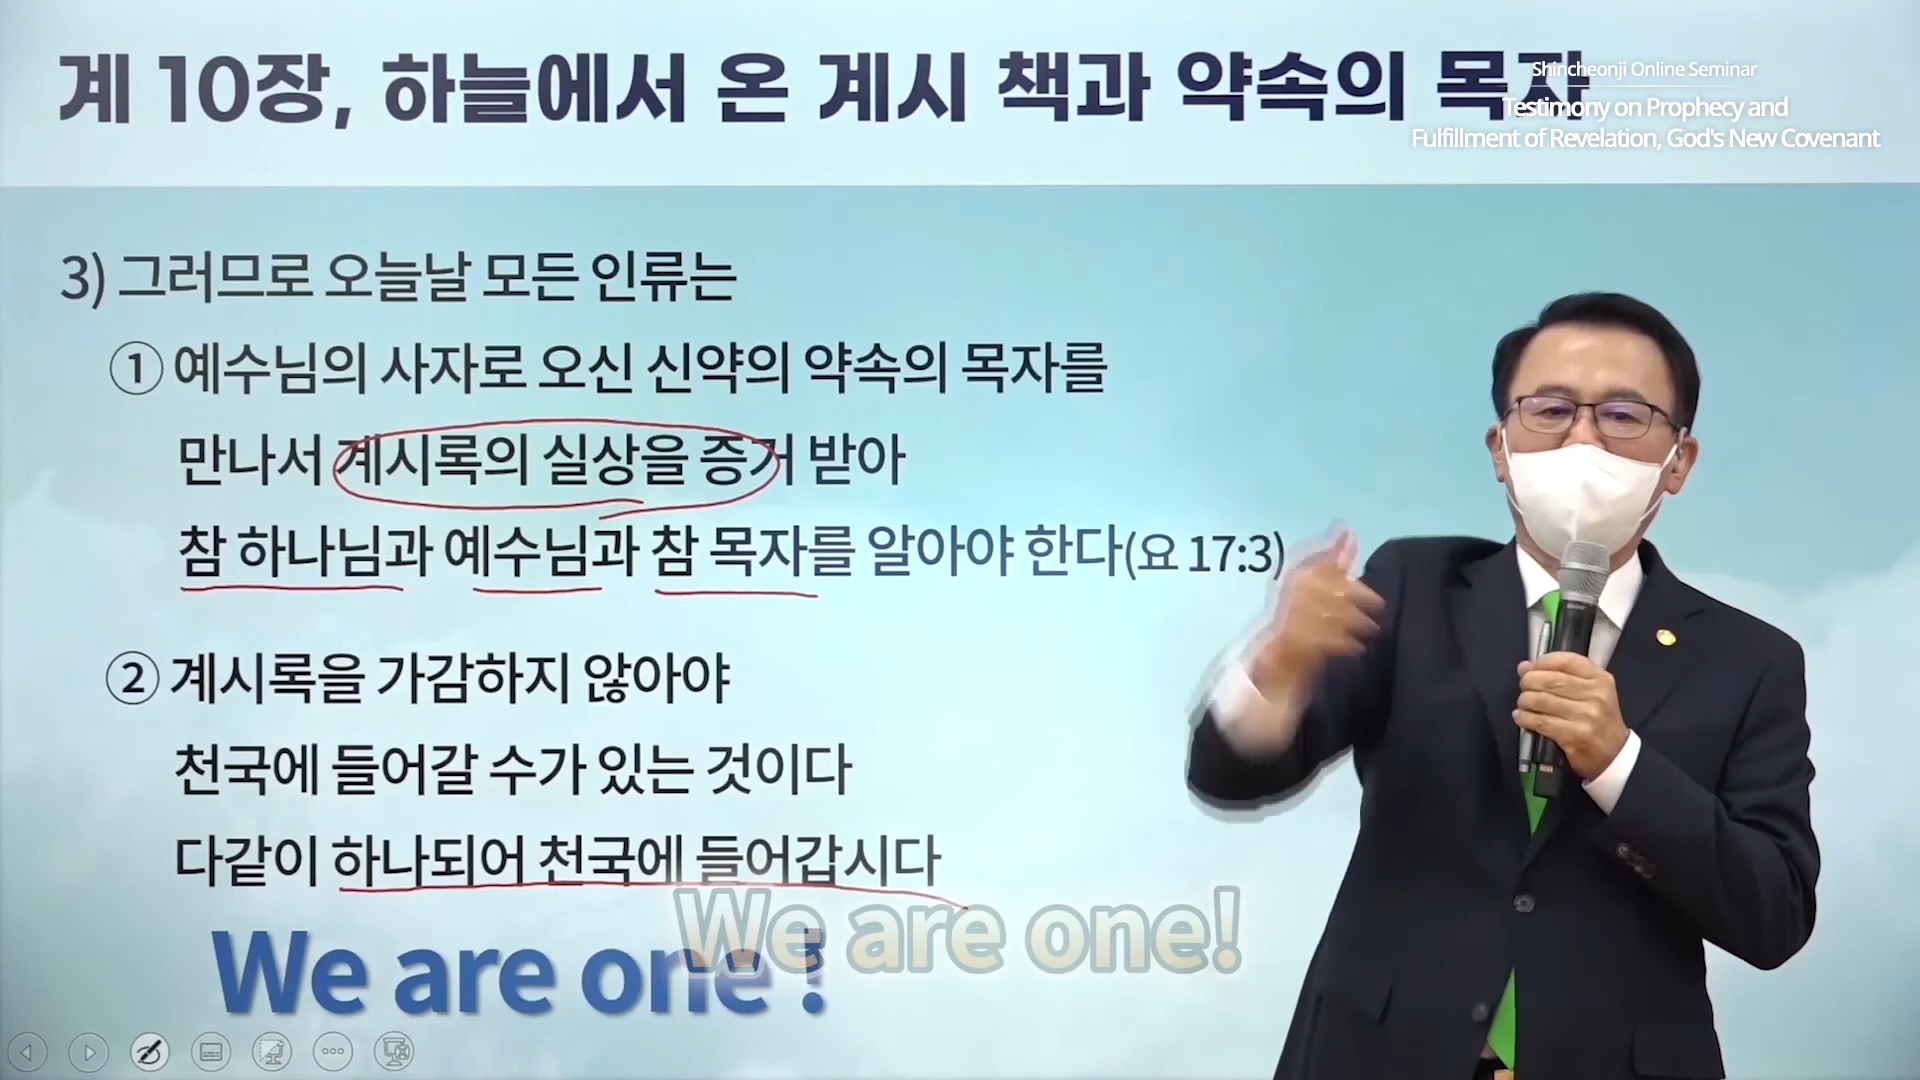 계 10장, 하늘에서 온 계시 책과 약속의 목자
Shincheonji Online Seminar
Testimony on Prophecy and
Fulfillment of Revelation, God's New Covenant
3) 그러므로 오늘날 모든 인류는
① 예수님의 사자로 오신 신약의 약속의 목자를
만나서 계시록의 실상을 증거 받아
참 하나님과 예수님과 참 목자를 알아야 한다(요 17:3)
② 계시록을 가감하지 않아야
천국에 들어갈 수가 있는 것이다
다같이 하나되어 천국에 들어갑시다
We are one!
We are one!